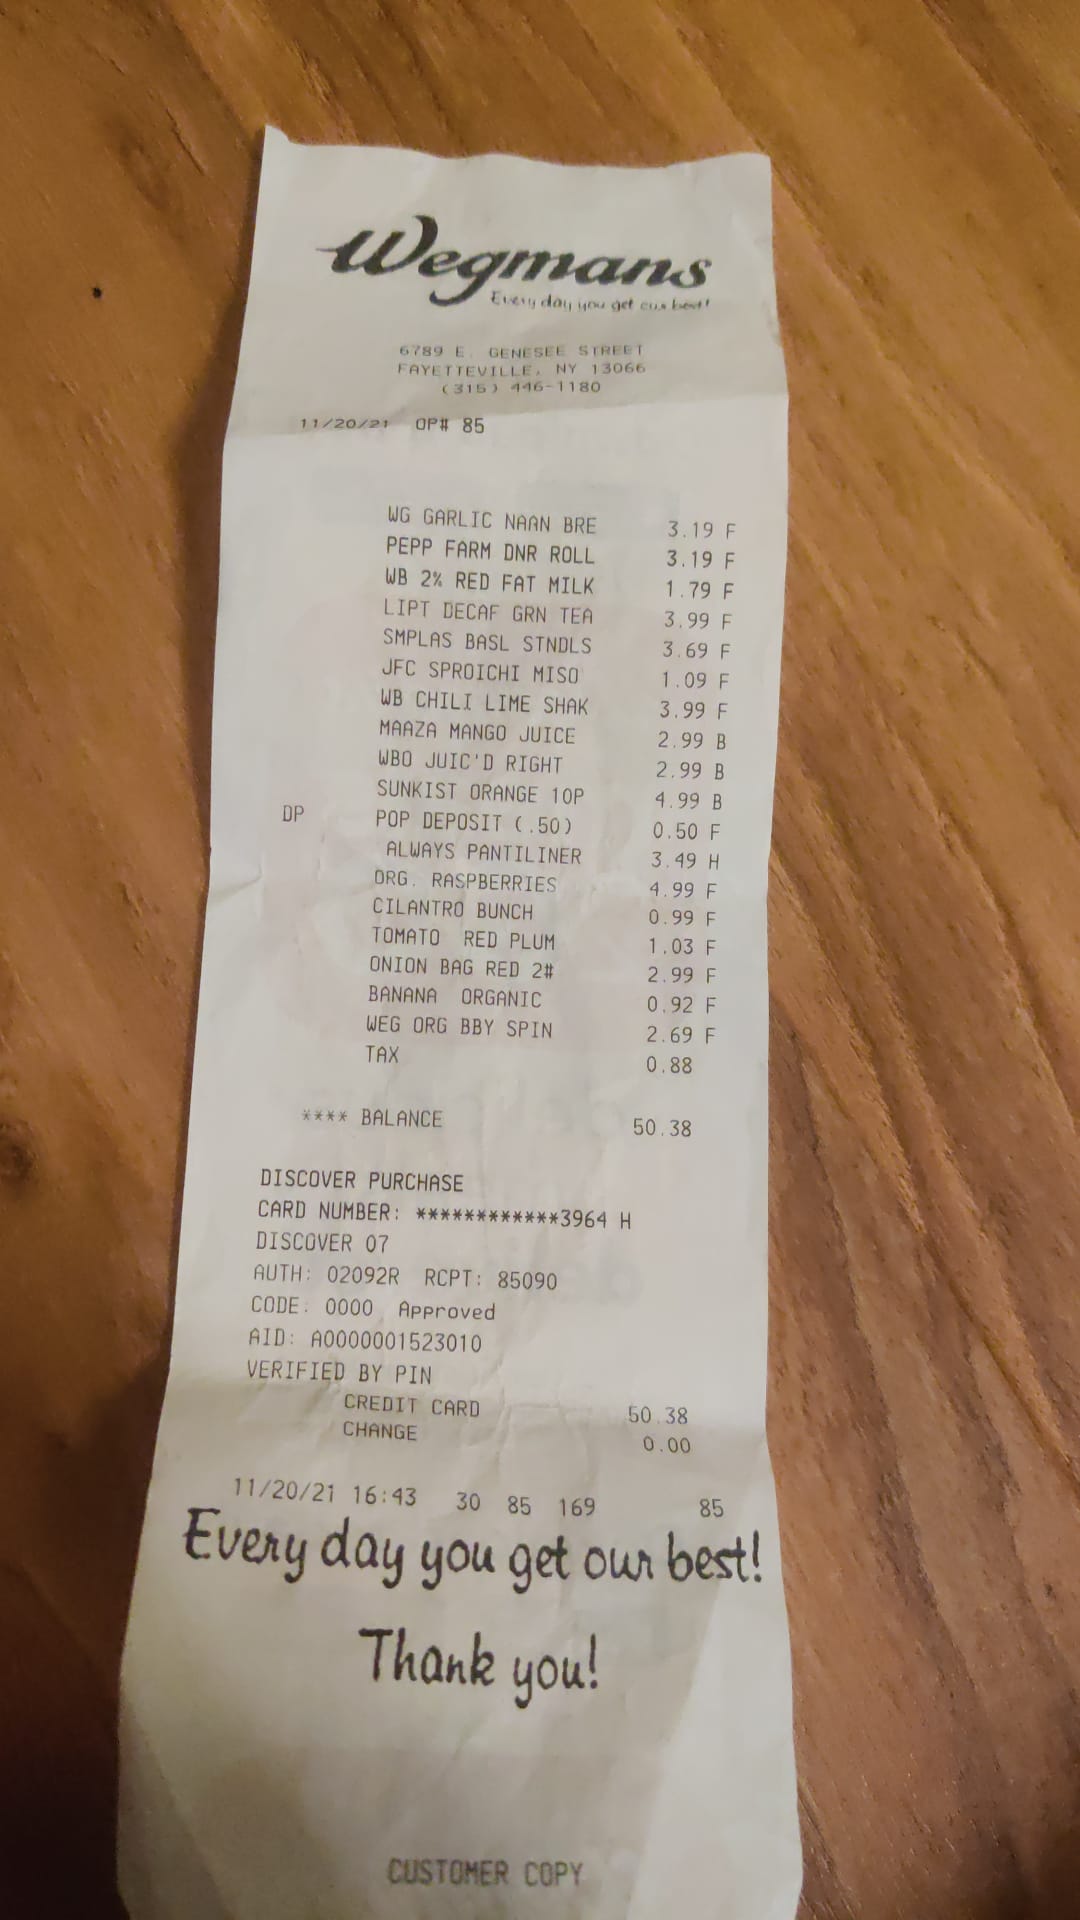 Wegmans
Every day you get our best!
6789 E. GENESEE STREET
FAYETTEVILLE, NY 13066
(315) 446-1180
11/20/21 OP# 85
WG GARLIC NAAN BRE 3.19 F
PEPP FARM DNR ROLL 3.19 F
WB 2% RED FAT MILK 1.79 F
LIPT DECAF GRN TEA 3.99 F
SMPLAS BASL STNDLS 3.69 F
JFC SPROICHI MISO 1.09 F
WB CHILI LIME SHAK 3.99 F
MAAZA MANGO JUICE 2.99 B
WBO JUIC'D RIGHT 2.99 B
SUNKIST ORANGE 10P 4.99 B
DP POP DEPOSIT (.50) 0.50 F
ALWAYS PANTILINER 3.49 H
ORG. RASPBERRIES 4.99 F
CILANTRO BUNCH 0.99 F
TOMATO RED PLUM 1.03 F
ONION BAG RED 2# 2.99 F
BANANA ORGANIC 0.92 F
WEG ORG BBY SPIN 2.69 F
TAX 0.88
**** BALANCE 50.38
DISCOVER PURCHASE
CARD NUMBER: ************3964 H
DISCOVER 07
AUTH: 02092R RCPT: 85090
CODE: 0000 Approved
AID: A0000001523010
VERIFIED BY PIN
CREDIT CARD 50.38
CHANGE 0.00
11/20/21 16:43 30 85 169 85
Every day you get our best!
Thank you!
CUSTOMER COPY